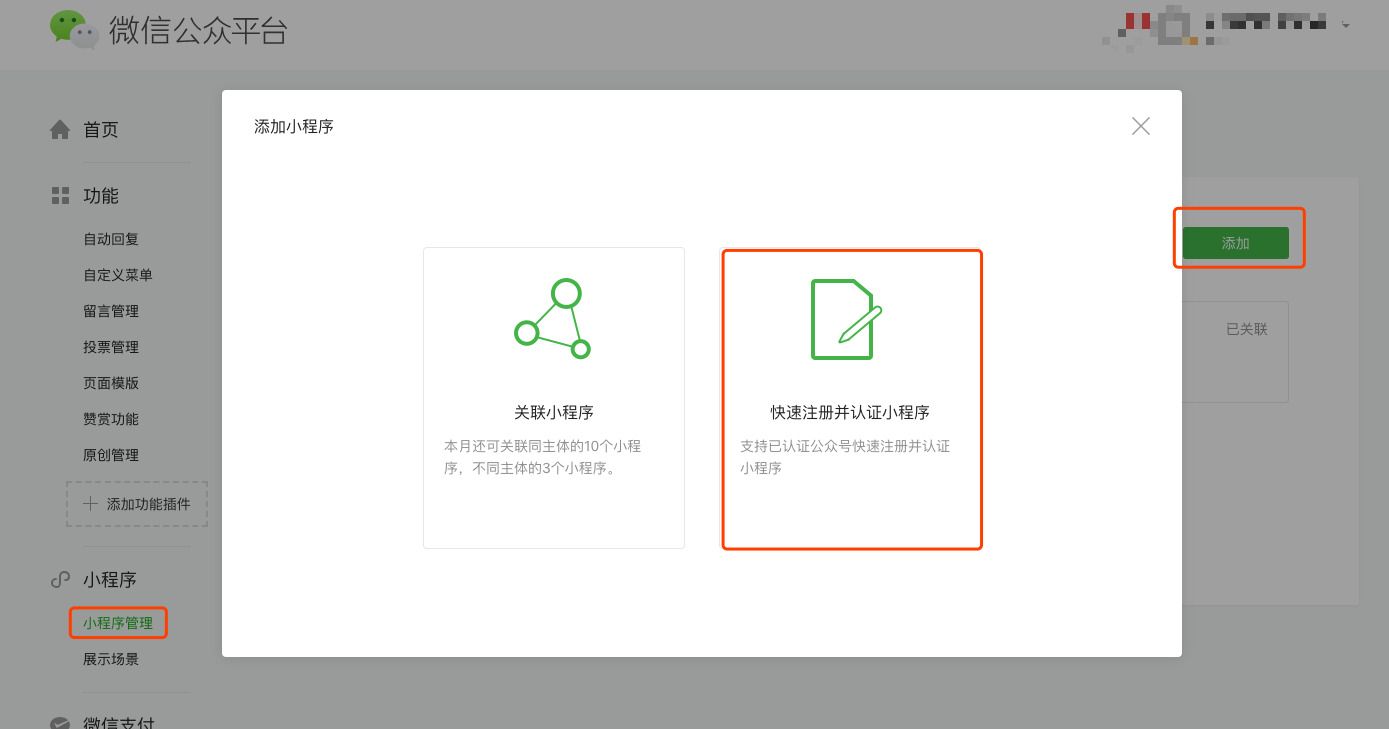 微信公众平台
首页
功能
自动回复
自定义菜单
留言管理
投票管理
页面模版
赞赏功能
原创管理
添加功能插件
小程序
小程序管理
展示场景
微信支付
添加小程序
关联小程序
本月还可关联同主体的10个小程
序，不同主体的3个小程序。
快速注册并认证小程序
支持已认证公众号快速注册并认证
小程序
添加
已关联